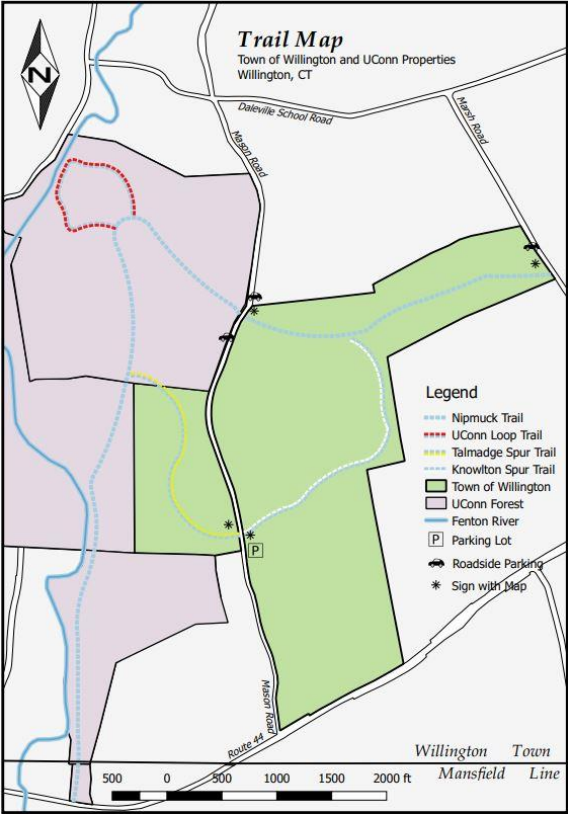 Trail Map
Town of Willington and UConn Properties
Willington, CT
N
Daleville School Road
Marsh Road
Mason Road
Legend
Nipmuck Trail
UConn Loop Trail
Talmadge Spur Trail
Knowlton Spur Trail
Town of Willington
UConn Forest
Fenton River
P Parking Lot
Roadside Parking
Sign with Map
P
Mason Road
Route 44
Willington Town
Mansfield Line
500 0 500 1000 1500 2000 ft